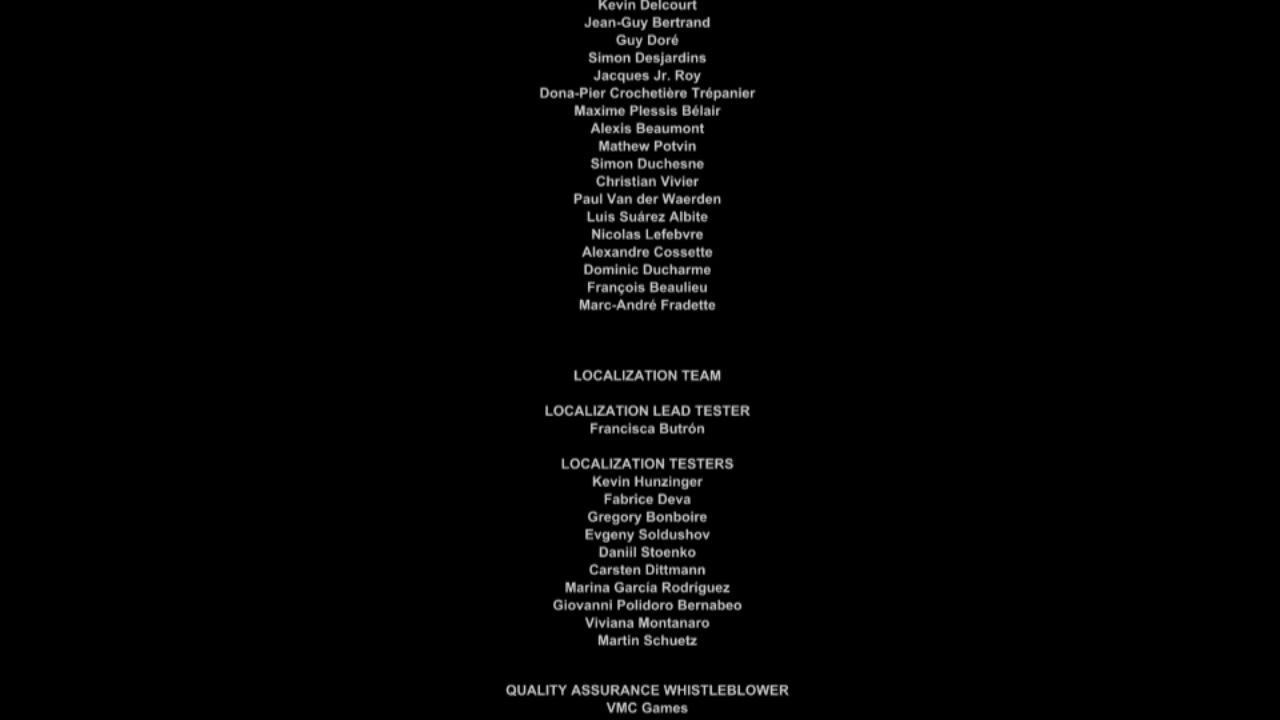 Kevin Delcourt
Jean-Guy Bertrand
Guy Doré
Simon Desjardins
Jacques Jr. Roy
Dona-Pier Crochetière Trépanier
Maxime Plessis Bélair
Alexis Beaumont
Mathew Potvin
Simon Duchesne
Christian Vivier
Paul Van der Waerden
Luis Suárez Albite
Nicolas Lefebvre
Alexandre Cossette
Dominic Ducharme
François Beaulieu
Marc-André Fradette
LOCALIZATION TEAM
LOCALIZATION LEAD TESTER
Francisca Butrón
LOCALIZATION TESTERS
Kevin Hunzinger
Fabrice Deva
Gregory Bonboire
Evgeny Soldushov
Daniil Stoenko
Carsten Dittmann
Marina García Rodríguez
Giovanni Polidoro Bernabeo
Viviana Montanaro
Martin Schuetz
QUALITY ASSURANCE WHISTLEBLOWER
VMC Games